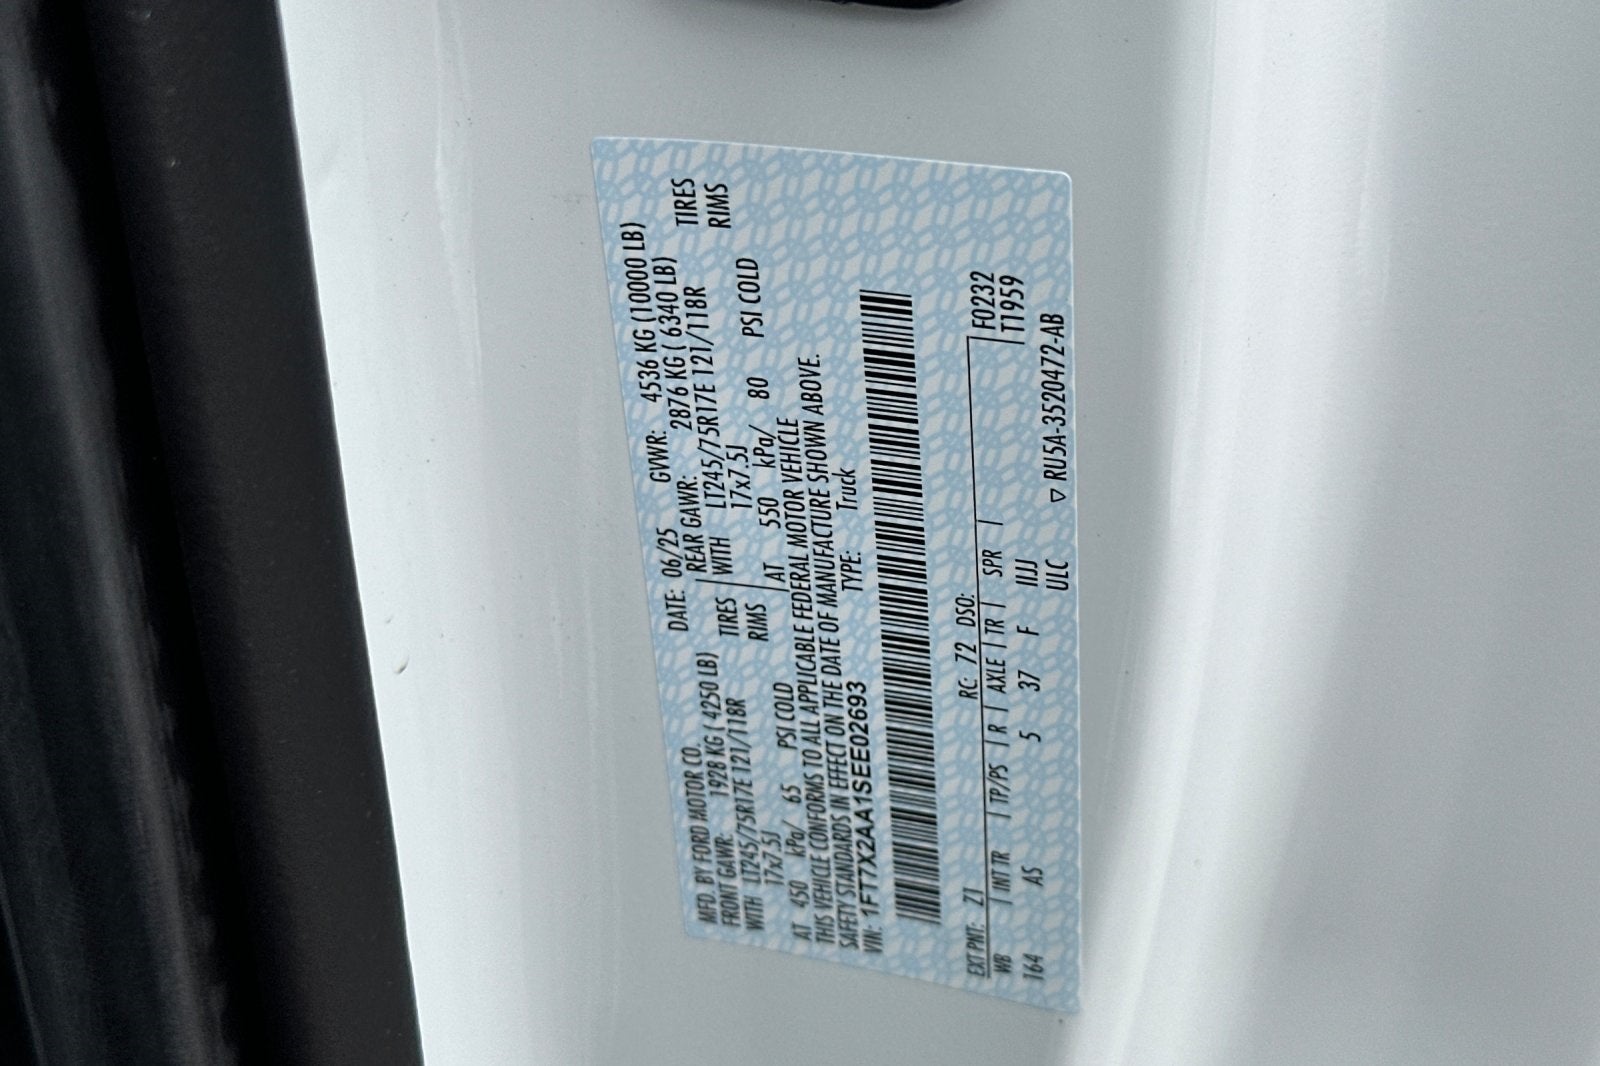 MFD. BY FORD MOTOR CO.
DATE: 06/25 GVWR: 4536 KG (10000 LB)
FRONT GAWR: 1928 KG ( 4250 LB) REAR GAWR: 2876 KG ( 6340 LB)
WITH LT245/75R17E 121/118R TIRES WITH LT245/75R17E 121/118R TIRES
17x7.5J RIMS 17x7.5J RIMS
AT 450 kPa/ 65 PSI COLD AT 550 kPa/ 80 PSI COLD
THIS VEHICLE CONFORMS TO ALL APPLICABLE FEDERAL MOTOR VEHICLE
SAFETY STANDARDS IN EFFECT ON THE DATE OF MANUFACTURE SHOWN ABOVE.
VIN: 1FT7X2AA1SEE02693 TYPE: Truck
EXT PNT: Z1 RC: 72 DSO: F0232
WB | INT TR | TP/PS | R | AXLE | TR | SPR | T1959
164 AS 5 37 F IIJJ
ULC ▽ RU5A-3520472-AB